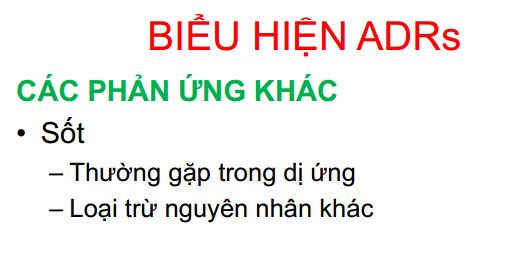 BIỂU HIỆN ADRs
CÁC PHẢN ỨNG KHÁC
• Sốt
– Thường gặp trong dị ứng
– Loại trừ nguyên nhân khác